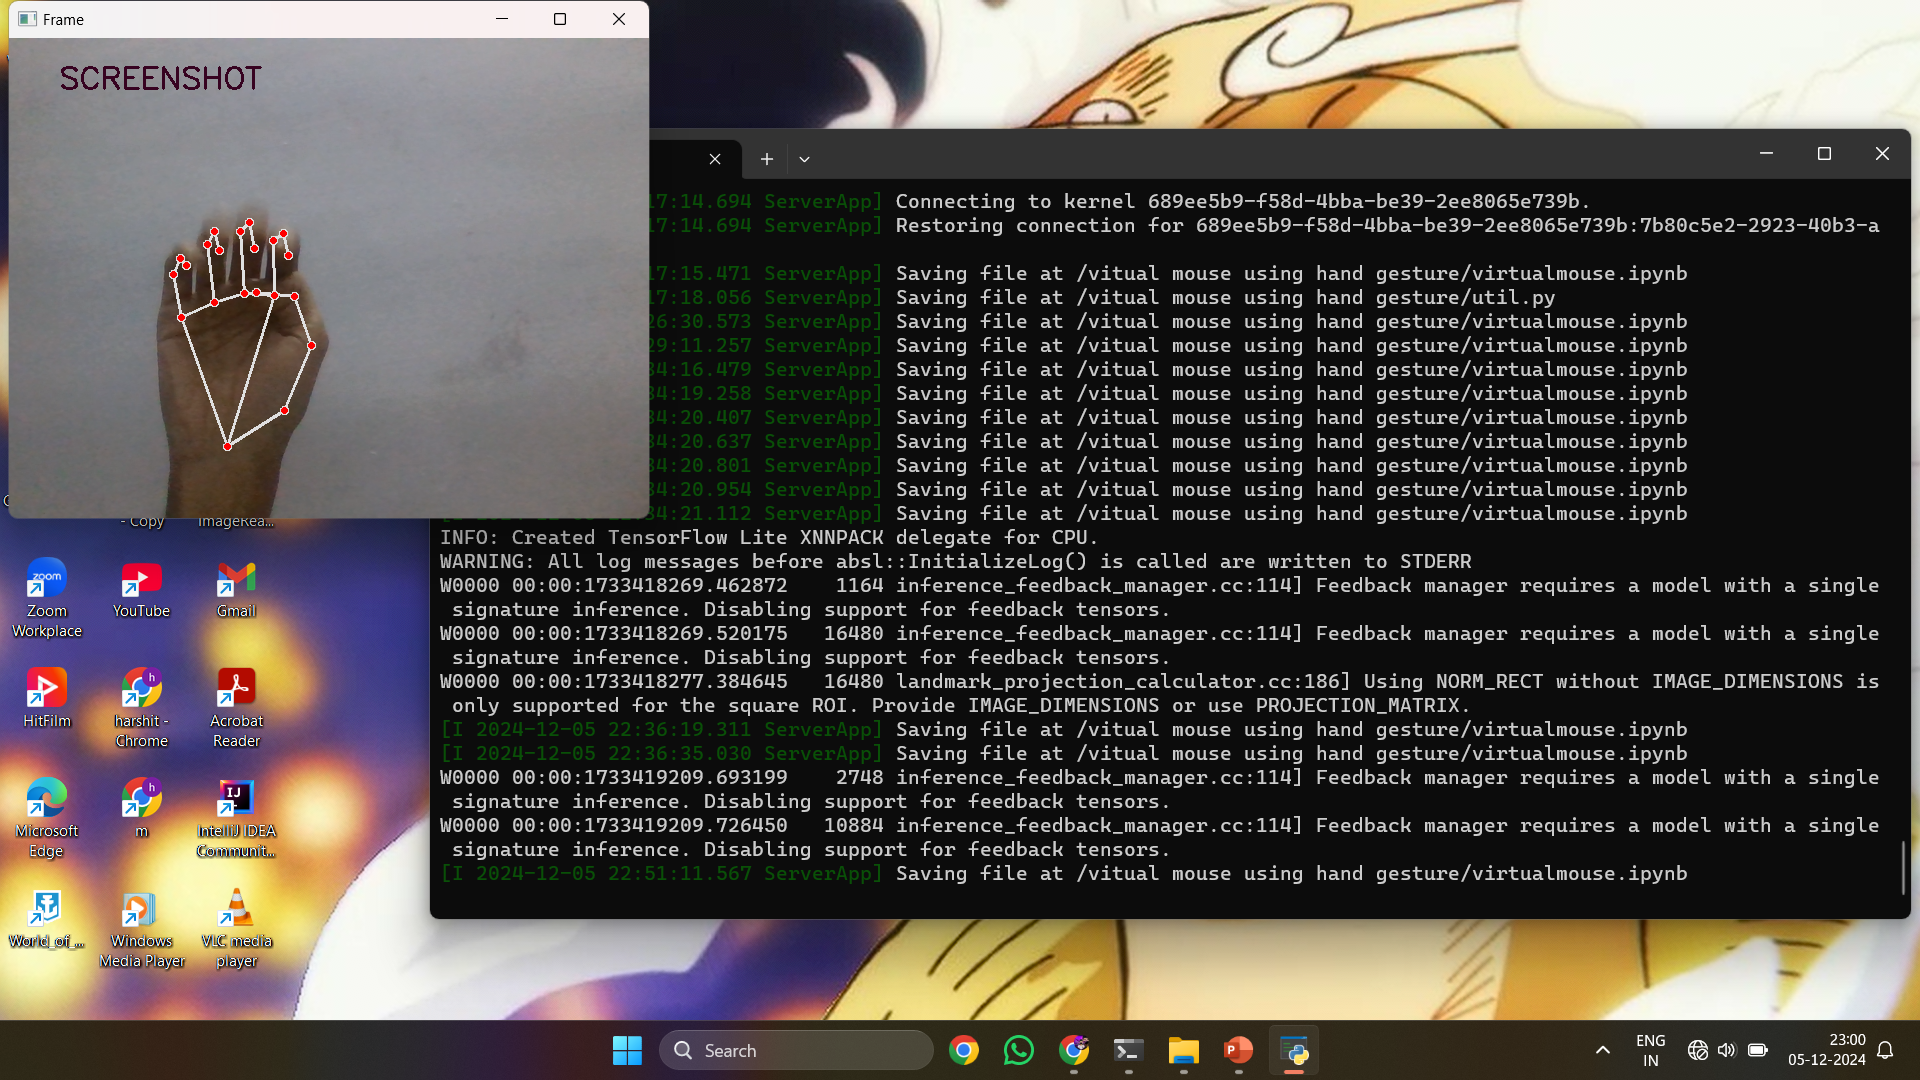 Frame
SCREENSHOT
17:14.694 ServerApp] Connecting to kernel 689ee5b9-f58d-4bba-be39-2ee8065e739b.
17:14.694 ServerApp] Restoring connection for 689ee5b9-f58d-4bba-be39-2ee8065e739b:7b80c5e2-2923-40b3-a
17:15.471 ServerApp] Saving file at /vitual mouse using hand gesture/virtualmouse.ipynb
17:18.056 ServerApp] Saving file at /vitual mouse using hand gesture/util.py
26:30.573 ServerApp] Saving file at /vitual mouse using hand gesture/virtualmouse.ipynb
29:11.257 ServerApp] Saving file at /vitual mouse using hand gesture/virtualmouse.ipynb
34:16.479 ServerApp] Saving file at /vitual mouse using hand gesture/virtualmouse.ipynb
34:19.258 ServerApp] Saving file at /vitual mouse using hand gesture/virtualmouse.ipynb
34:20.407 ServerApp] Saving file at /vitual mouse using hand gesture/virtualmouse.ipynb
34:20.637 ServerApp] Saving file at /vitual mouse using hand gesture/virtualmouse.ipynb
34:20.801 ServerApp] Saving file at /vitual mouse using hand gesture/virtualmouse.ipynb
34:20.954 ServerApp] Saving file at /vitual mouse using hand gesture/virtualmouse.ipynb
34:21.112 ServerApp] Saving file at /vitual mouse using hand gesture/virtualmouse.ipynb
INFO: Created TensorFlow Lite XNNPACK delegate for CPU.
WARNING: All log messages before absl::InitializeLog() is called are written to STDERR
W0000 00:00:1733418269.462872    1164 inference_feedback_manager.cc:114] Feedback manager requires a model with a single
signature inference. Disabling support for feedback tensors.
W0000 00:00:1733418269.520175   16480 inference_feedback_manager.cc:114] Feedback manager requires a model with a single
signature inference. Disabling support for feedback tensors.
W0000 00:00:1733418277.384645   16480 landmark_projection_calculator.cc:186] Using NORM_RECT without IMAGE_DIMENSIONS is
only supported for the square ROI. Provide IMAGE_DIMENSIONS or use PROJECTION_MATRIX.
[I 2024-12-05 22:36:19.311 ServerApp] Saving file at /vitual mouse using hand gesture/virtualmouse.ipynb
[I 2024-12-05 22:36:35.030 ServerApp] Saving file at /vitual mouse using hand gesture/virtualmouse.ipynb
W0000 00:00:1733419209.693199    2748 inference_feedback_manager.cc:114] Feedback manager requires a model with a single
signature inference. Disabling support for feedback tensors.
W0000 00:00:1733419209.726450   10884 inference_feedback_manager.cc:114] Feedback manager requires a model with a single
signature inference. Disabling support for feedback tensors.
[I 2024-12-05 22:51:11.567 ServerApp] Saving file at /vitual mouse using hand gesture/virtualmouse.ipynb
- Copy
ImageRea...
Zoom
Workplace
YouTube
Gmail
HitFilm
harshit -
Chrome
Acrobat
Reader
Microsoft
Edge
m
IntelliJ IDEA
Communit...
World_of_...
Windows
Media Player
VLC media
player
Search
ENG
IN
23:00
05-12-2024